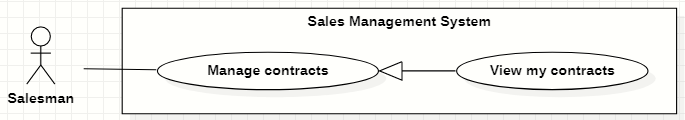 Sales Management System
Manage contracts
View my contracts
Salesman